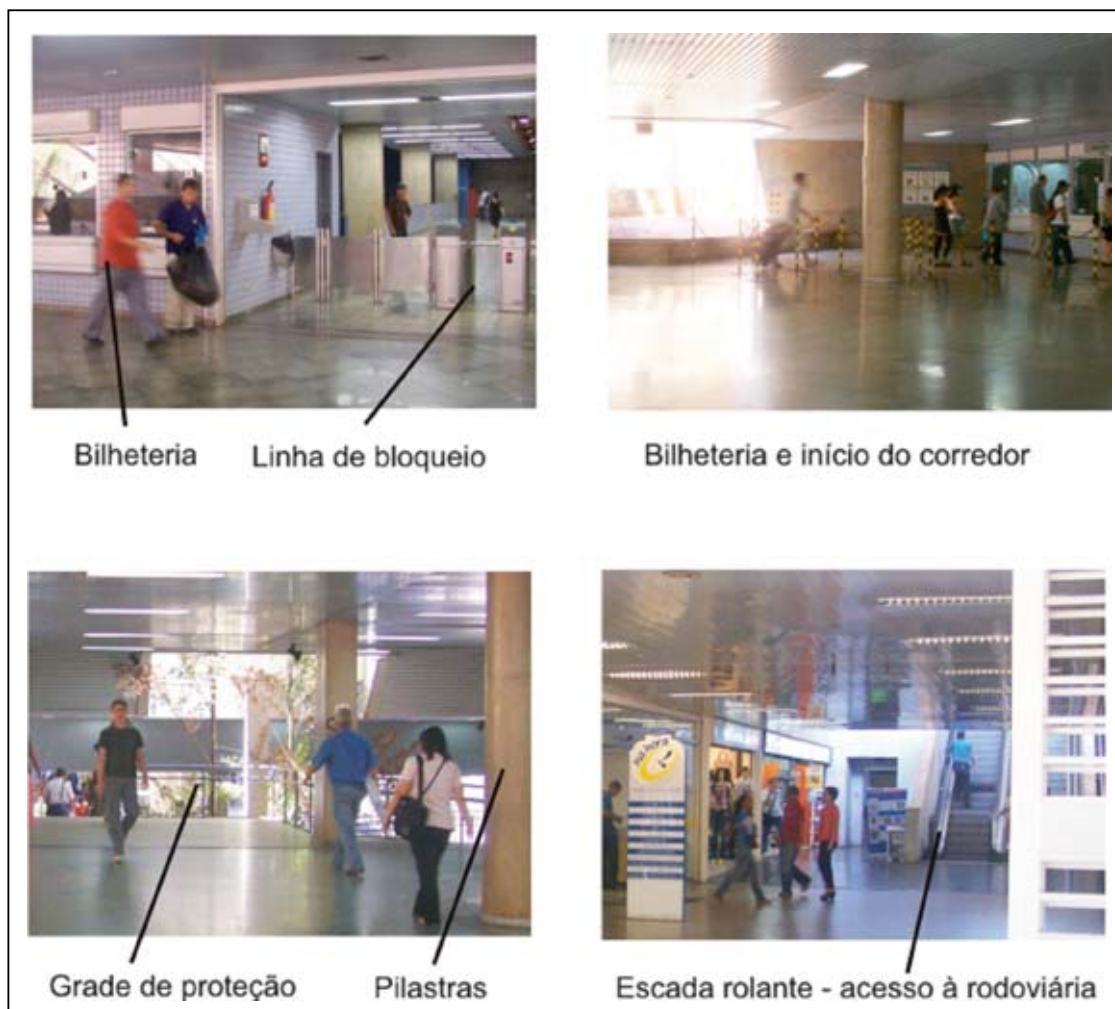 Bilheteria
Linha de bloqueio
Bilheteria e início do corredor
Grade de proteção
Pilastras
Escada rolante - acesso à rodoviária